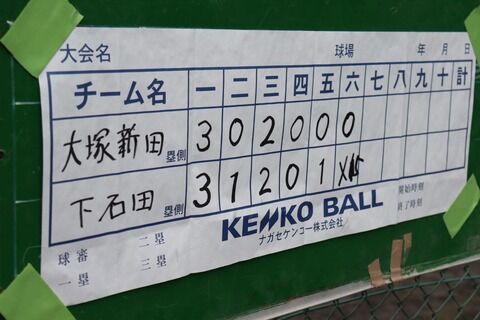 大会名 球場 年 月 日
チーム名 一 二 三 四 五 六 七 八 九 十 計
大塚新田 塁側 3 0 2 0 0 0
下石田 塁側 3 1 2 0 1 X
KENKO BALL
ナガセケンコー株式会社
開始時刻
終了時刻
球審 二塁
一塁 三塁